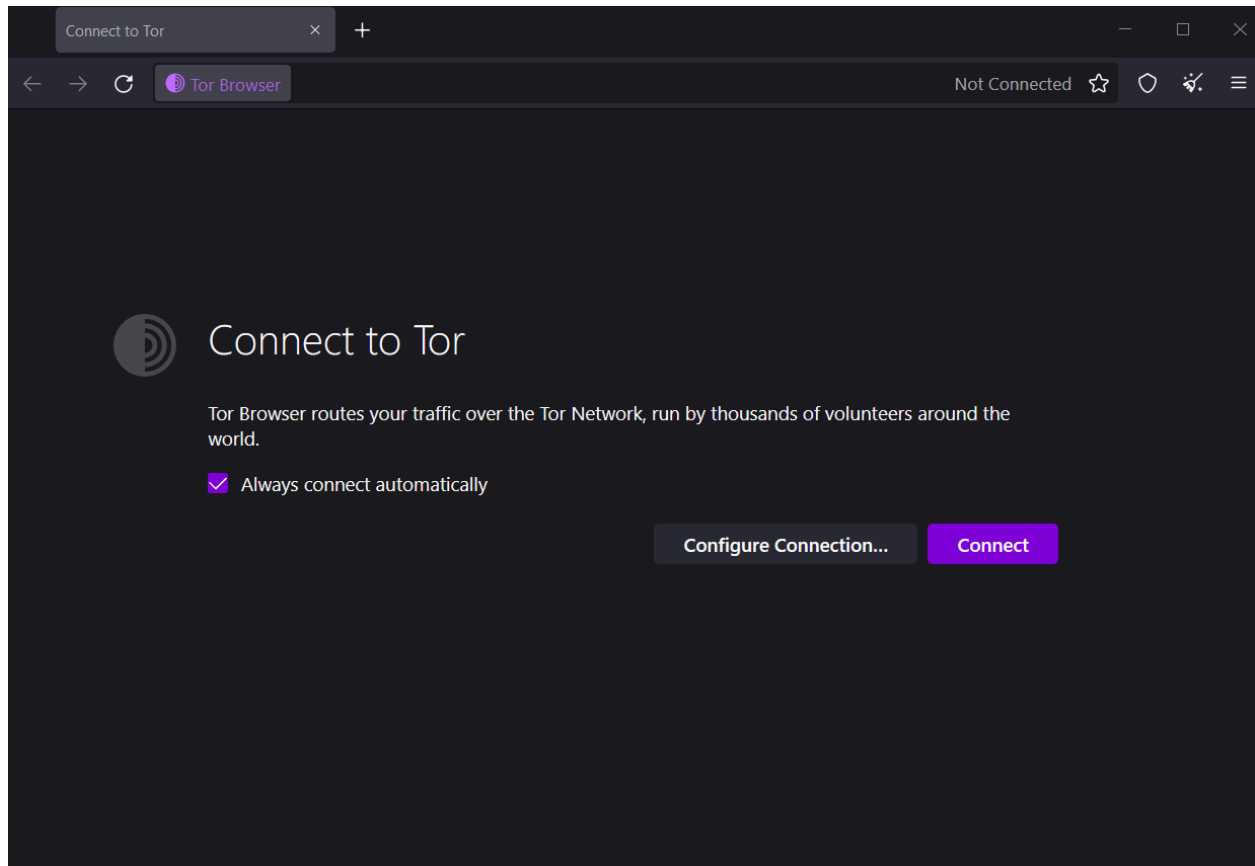 Connect to Tor
Tor Browser
Not Connected
Connect to Tor
Tor Browser routes your traffic over the Tor Network, run by thousands of volunteers around the
world.
Always connect automatically
Configure Connection...
Connect